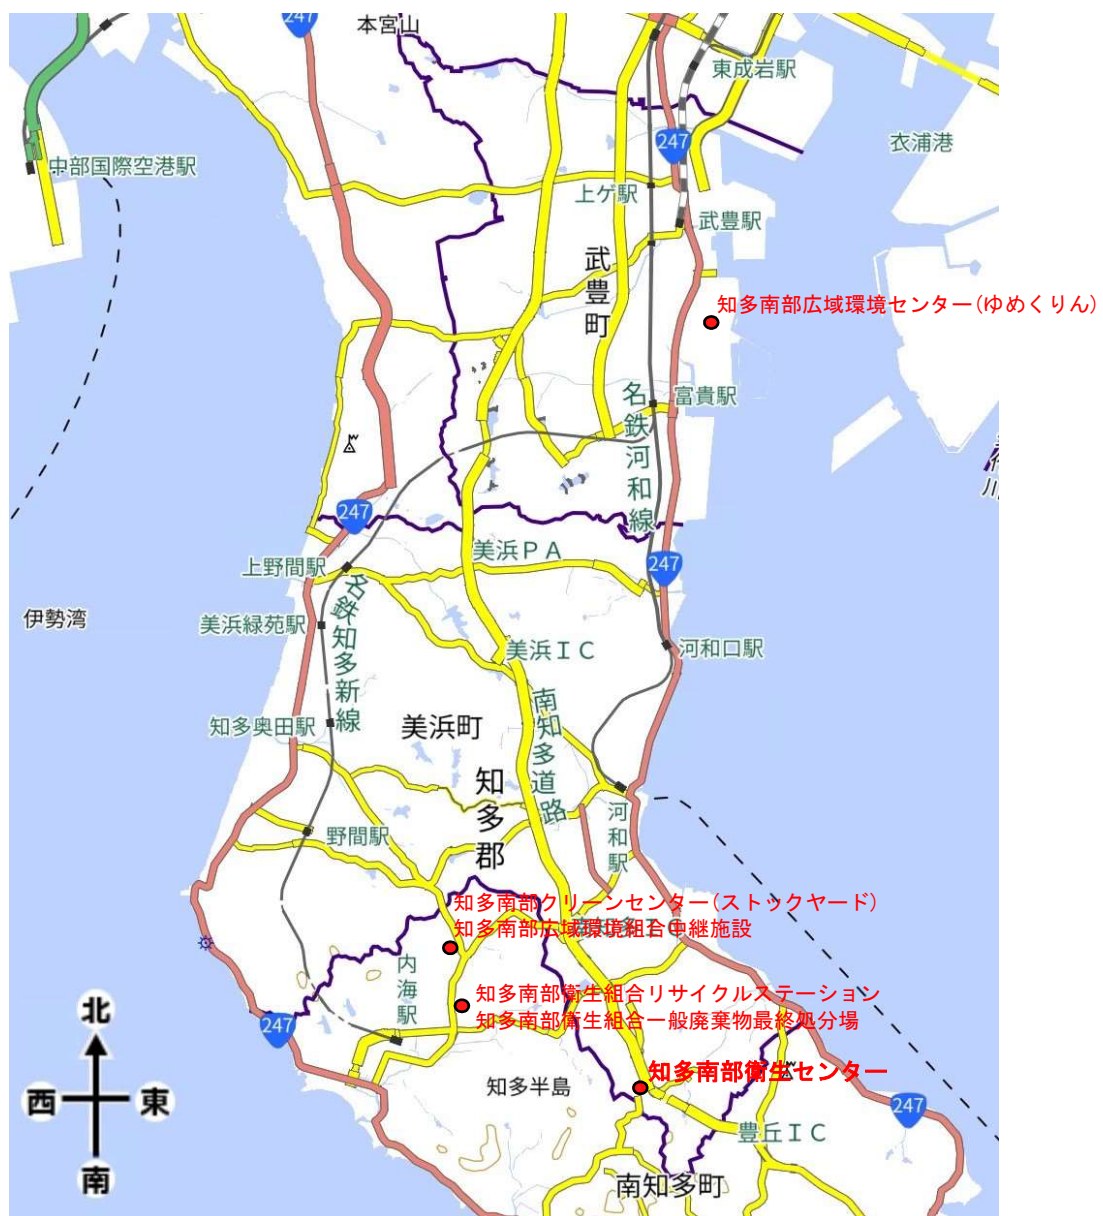 247
本宮山
東成岩駅
247
衣浦港
中部国際空港駅
上ゲ駅
武豊駅
武豊町
知多南部広域環境センター(ゆめくりん)
名鉄河和線
富貴駅
川
247
美浜PA
上野間駅
247
名鉄知多新線
伊勢湾
美浜緑苑駅
美浜IC
河和口駅
南知多道路
知多奥田駅
美浜町
知多郡
河和駅
野間駅
知多南部クリーンセンター(ストックヤード)
知多南部広域環境組合中継施設
内海駅
知多南部衛生組合リサイクルステーション
知多南部衛生組合一般廃棄物最終処分場
247
知多南部衛生センター
知多半島
247
豊丘IC
南知多町
北
西
東
南